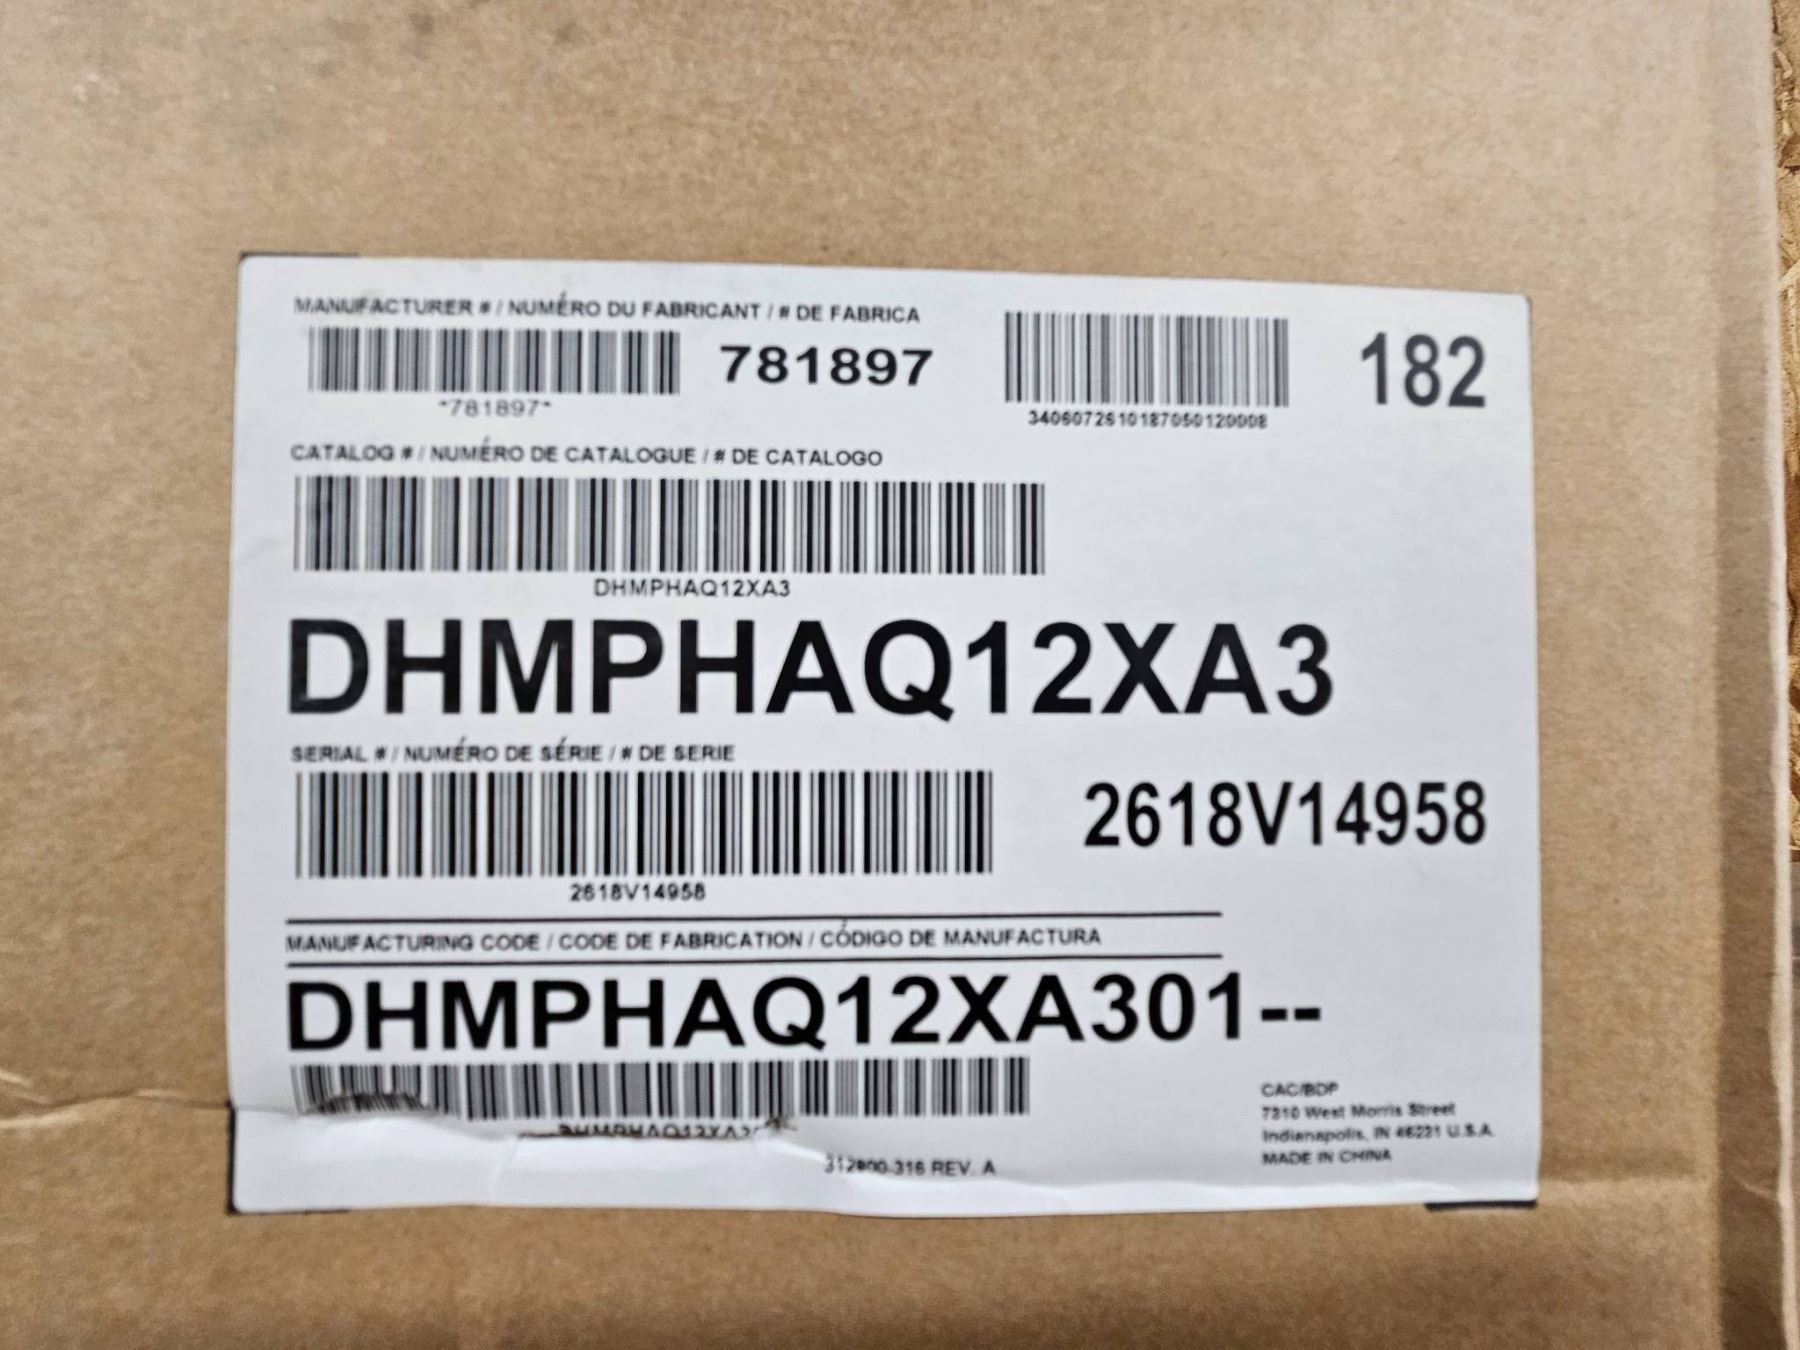 MANUFACTURER # / NUMÉRO DU FABRICANT / # DE FABRICA
781897
*781897*
3406072610187050120008
182
CATALOG # / NUMÉRO DE CATALOGUE / # DE CATALOGO
DHMPHAQ12XA3
DHMPHAQ12XA3
SERIAL # / NUMÉRO DE SÉRIE / # DE SERIE
2618V14958
2618V14958
MANUFACTURING CODE / CODE DE FABRICATION / CÓDIGO DE MANUFACTURA
DHMPHAQ12XA301--
CAC/BDP
7310 West Morris Street
Indianapolis, IN 46231 U.S.A.
MADE IN CHINA
REV. A